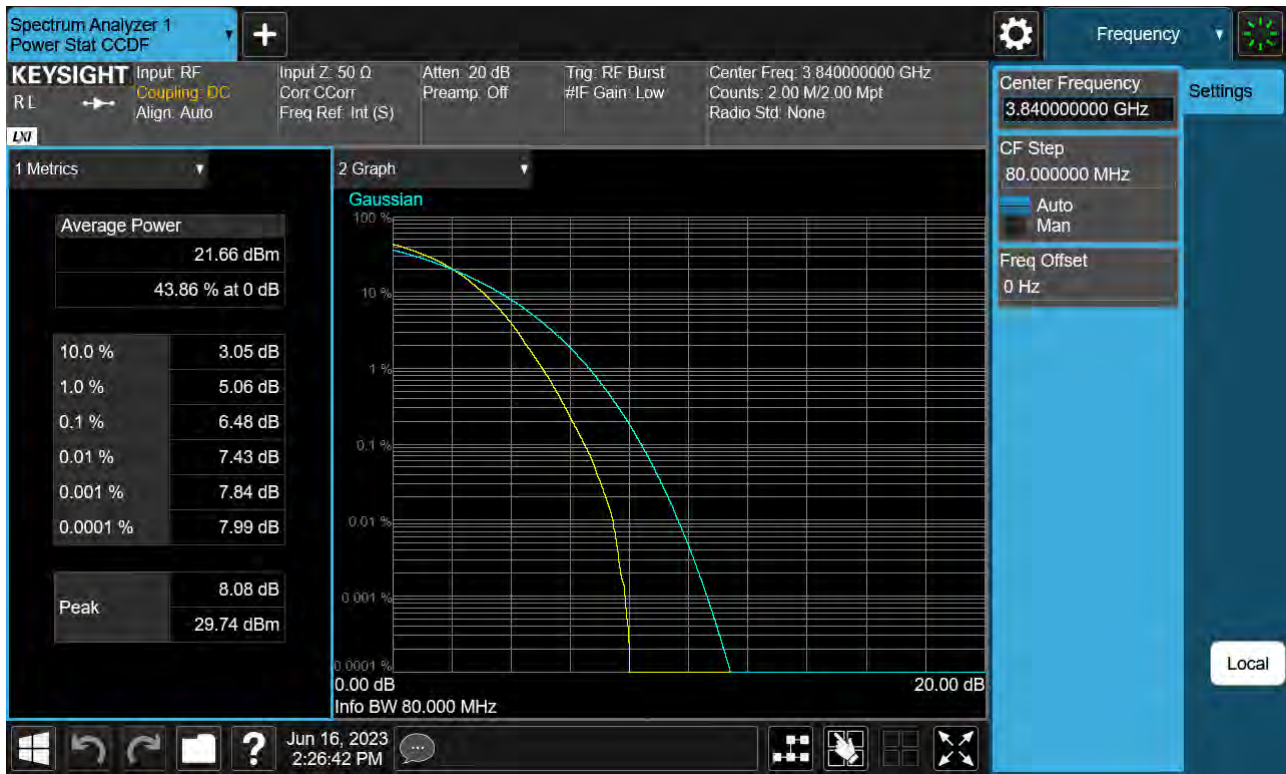 Spectrum Analyzer 1
Power Stat CCDF
Frequency
KEYSIGHT
Input: RF
Input Z: 50 Ω
Atten: 20 dB
Trig: RF Burst
Center Freq: 3.840000000 GHz
RL
Coupling: DC
Corr CCorr
Preamp: Off
#IF Gain: Low
Counts: 2.00 M/2.00 Mpt
Align: Auto
Freq Ref: Int (S)
Radio Std: None
LXI
Center Frequency
3.840000000 GHz
Settings
CF Step
80.000000 MHz
Auto
Man
Freq Offset
0 Hz
1 Metrics
2 Graph
Average Power
21.66 dBm
43.86 % at 0 dB
10.0 % 3.05 dB
1.0 % 5.06 dB
0.1 % 6.48 dB
0.01 % 7.43 dB
0.001 % 7.84 dB
0.0001 % 7.99 dB
Peak
8.08 dB
29.74 dBm
Gaussian
100 %
10 %
1 %
0.1 %
0.01 %
0.001 %
0.0001 %
0.00 dB 20.00 dB
Info BW 80.000 MHz
Local
?
Jun 16, 2023
2:26:42 PM